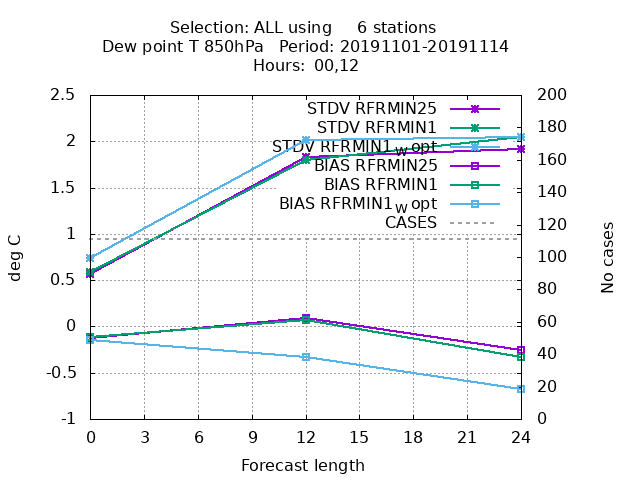 Selection: ALL using 6 stations
Dew point T 850hPa Period: 20191101-20191114
Hours: 00,12
2.5
2
1.5
1
0.5
0
-0.5
-1
200
180
160
140
120
100
80
60
40
20
0
STDV RFRMIN25
STDV RFRMIN1
STDV RFRMIN1W opt
BIAS RFRMIN25
BIAS RFRMIN1
BIAS RFRMIN1W opt
CASES
deg C
No cases
0 3 6 9 12 15 18 21 24
Forecast length